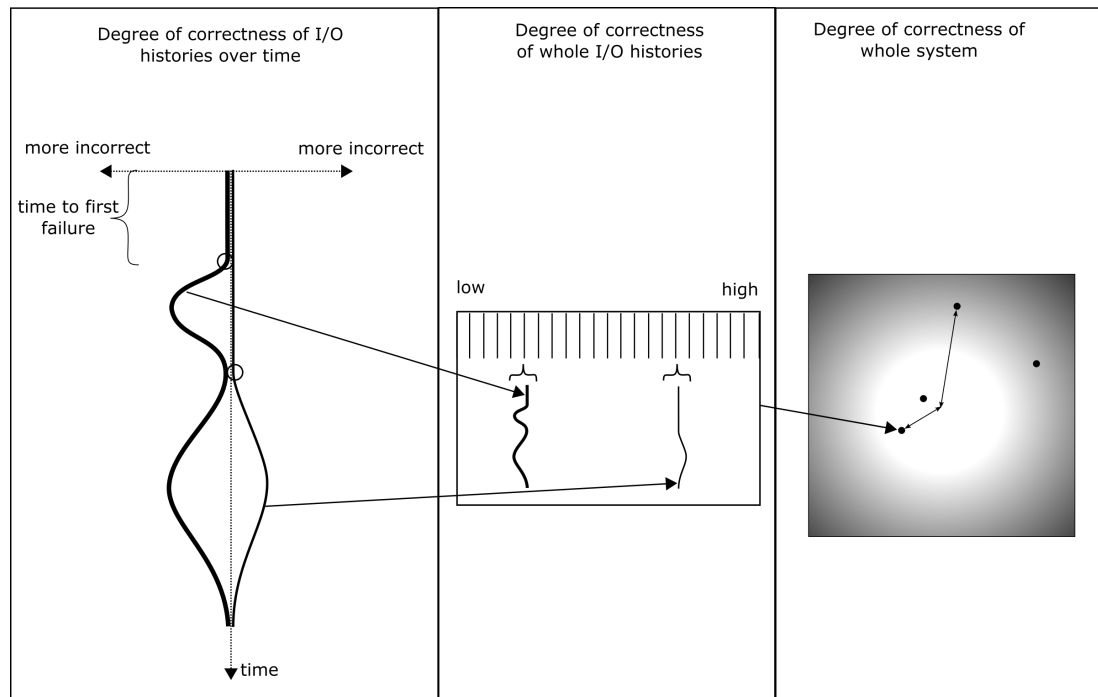 Degree of correctness of I/O
histories over time
Degree of correctness
of whole I/O histories
Degree of correctness of
whole system
more incorrect
more incorrect
time to first
failure
low
high
time